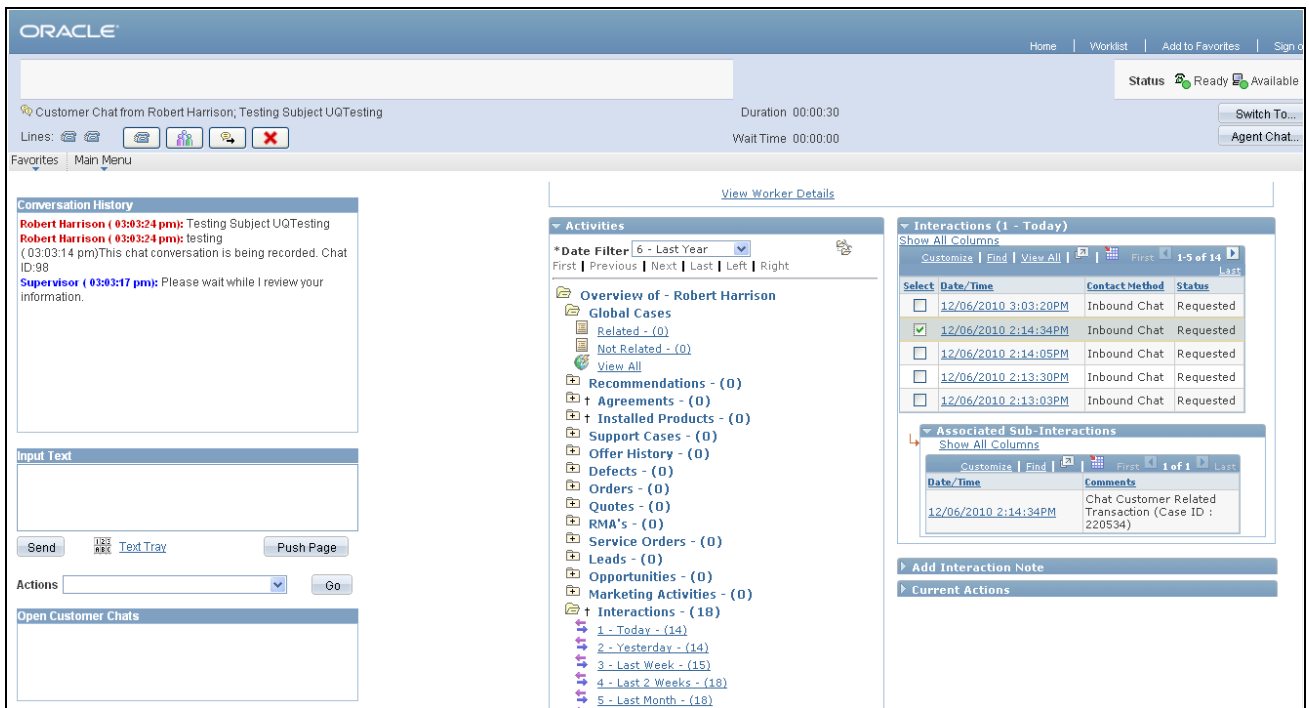 ORACLE
Home | Worklist | Add to Favorites | Sign o
Status Ready Available
Customer Chat from Robert Harrison; Testing Subject UQTesting
Duration 00:00:30
Switch To...
Lines:
Wait Time 00:00:00
Agent Chat...
Favorites Main Menu
Conversation History
Robert Harrison ( 03:03:24 pm): Testing Subject UQTesting
Robert Harrison ( 03:03:24 pm): testing
( 03:03:14 pm)This chat conversation is being recorded. Chat
ID:98
Supervisor ( 03:03:17 pm): Please wait while I review your
information.
Input Text
Send
123
ABC
Text Tray
Push Page
Actions
Go
Open Customer Chats
View Worker Details
Activities
*Date Filter 6 - Last Year
First | Previous | Next | Last | Left | Right
Overview of - Robert Harrison
Global Cases
Related - (0)
Not Related - (0)
View All
Recommendations - (0)
† Agreements - (0)
† Installed Products - (0)
Support Cases - (0)
Offer History - (0)
Defects - (0)
Orders - (0)
Quotes - (0)
RMA's - (0)
Service Orders - (0)
Leads - (0)
Opportunities - (0)
Marketing Activities - (0)
† Interactions - (18)
1 - Today - (14)
2 - Yesterday - (14)
3 - Last Week - (15)
4 - Last 2 Weeks - (18)
5 - Last Month - (18)
Interactions (1 - Today)
Show All Columns
Customize | Find | View All | | First 1-5 of 14
Last
Select Date/Time Contact Method Status
12/06/2010 3:03:20PM Inbound Chat Requested
12/06/2010 2:14:34PM Inbound Chat Requested
12/06/2010 2:14:05PM Inbound Chat Requested
12/06/2010 2:13:30PM Inbound Chat Requested
12/06/2010 2:13:03PM Inbound Chat Requested
Associated Sub-Interactions
Show All Columns
Customize | Find | | First 1 of 1 Last
Date/Time Comments
12/06/2010 2:14:34PM
Chat Customer Related
Transaction (Case ID :
220534)
Add Interaction Note
Current Actions